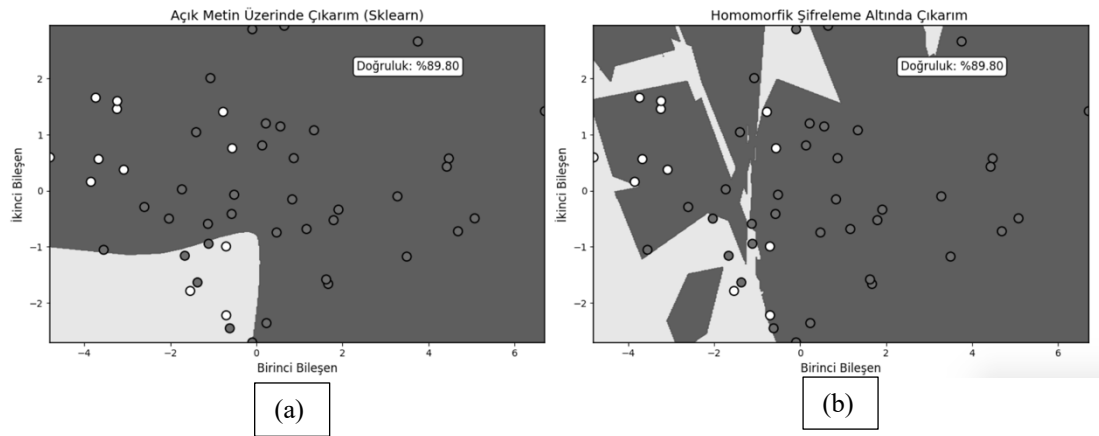 Açık Metin Üzerinde Çıkarım (Sklearn)
Doğruluk: %89.80
İkinci Bileşen
2
1
0
−1
−2
−4
−2
0
2
4
6
Birinci Bileşen
(a)
Homomorfik Şifreleme Altında Çıkarım
Doğruluk: %89.80
İkinci Bileşen
2
1
0
−1
−2
−4
−2
0
2
4
6
Birinci Bileşen
(b)